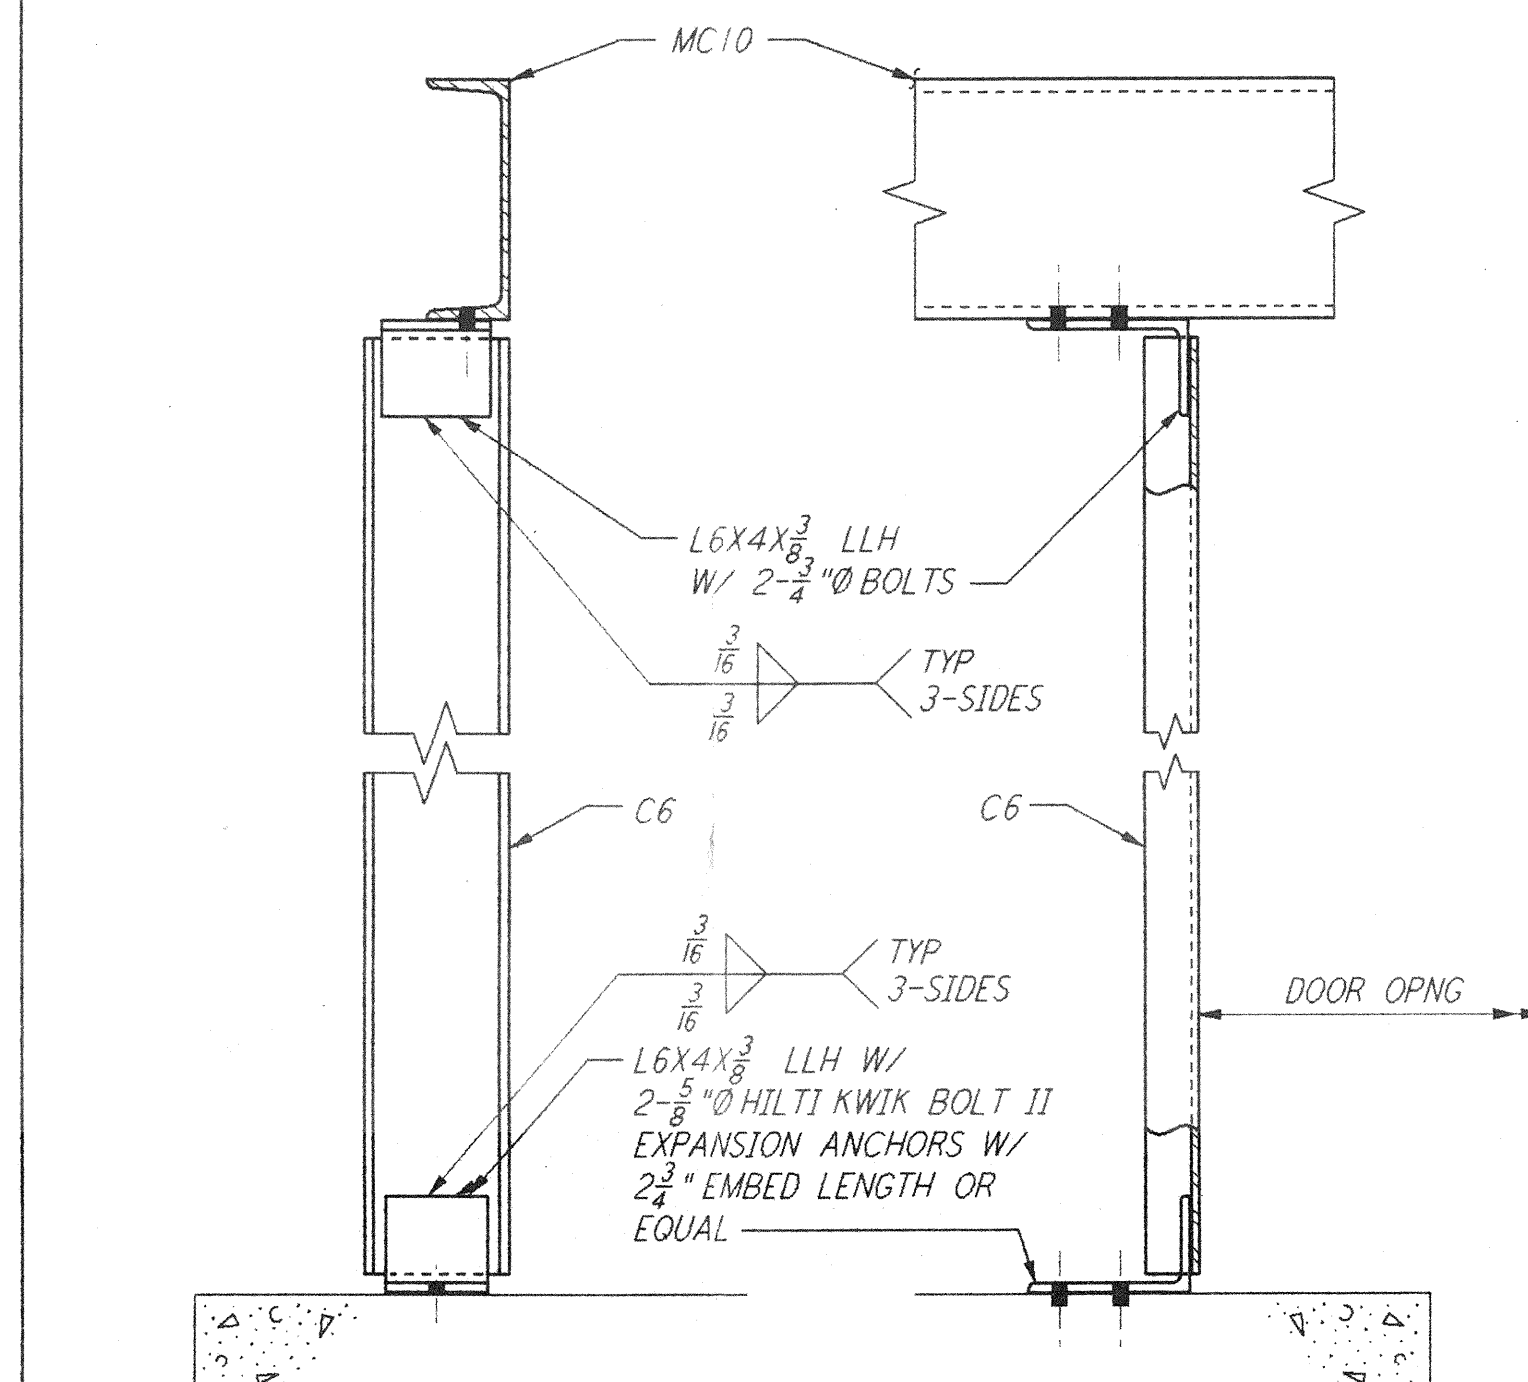 MC10
L6X4X3/8 LLH
W/ 2-3/4"Ø BOLTS
3/16
3/16
TYP
3-SIDES
C6
C6
3/16
3/16
TYP
3-SIDES
DOOR OPNG
L6X4X3/8 LLH W/
2-5/8"Ø HILTI KWIK BOLT II
EXPANSION ANCHORS W/
2 3/4" EMBED LENGTH OR
EQUAL